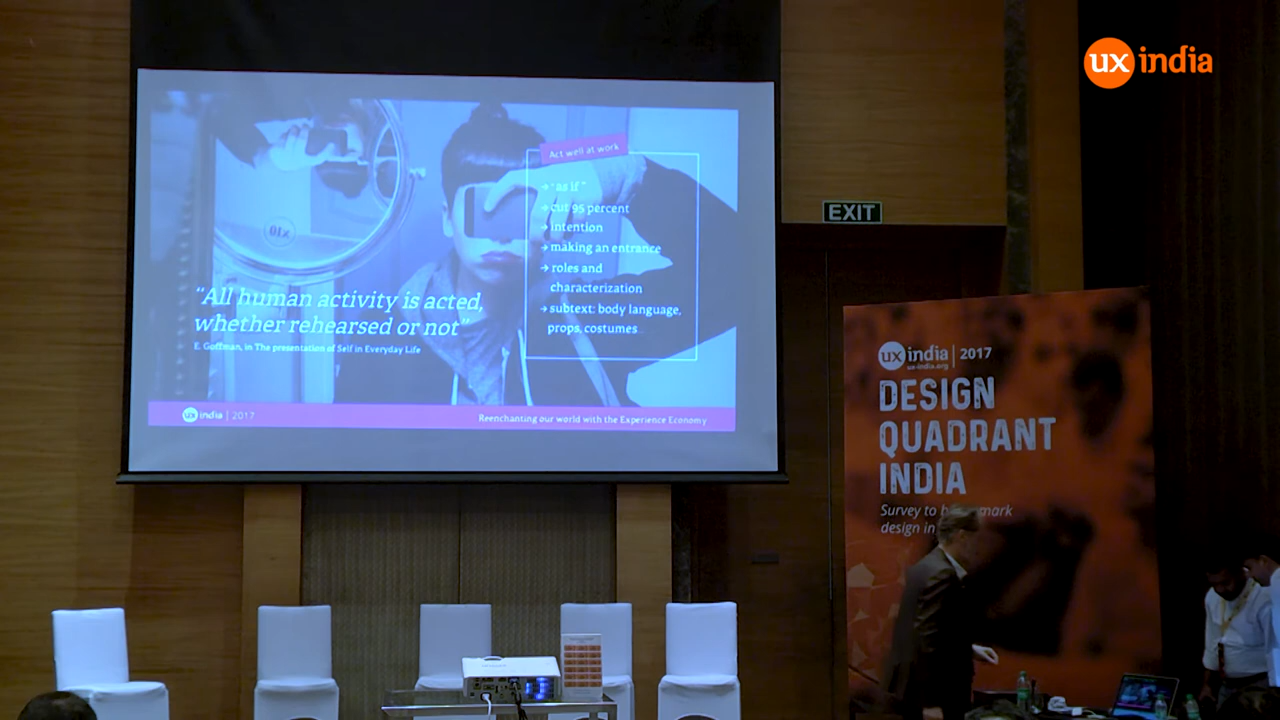 ux india
Act well at work
→ "as if"
→ cut 95 percent
→ intention
→ making an entrance
→ roles and
characterization
→ subtext: body language,
props, costumes
"All human activity is acted,
whether rehearsed or not"
E. Goffman, in The presentation of Self in Everyday Life
ux india | 2017
Reenchanting our world with the Experience Economy
EXIT
ux india | 2017
ux-india.org
DESIGN
QUADRANT
INDIA
Survey to
design in